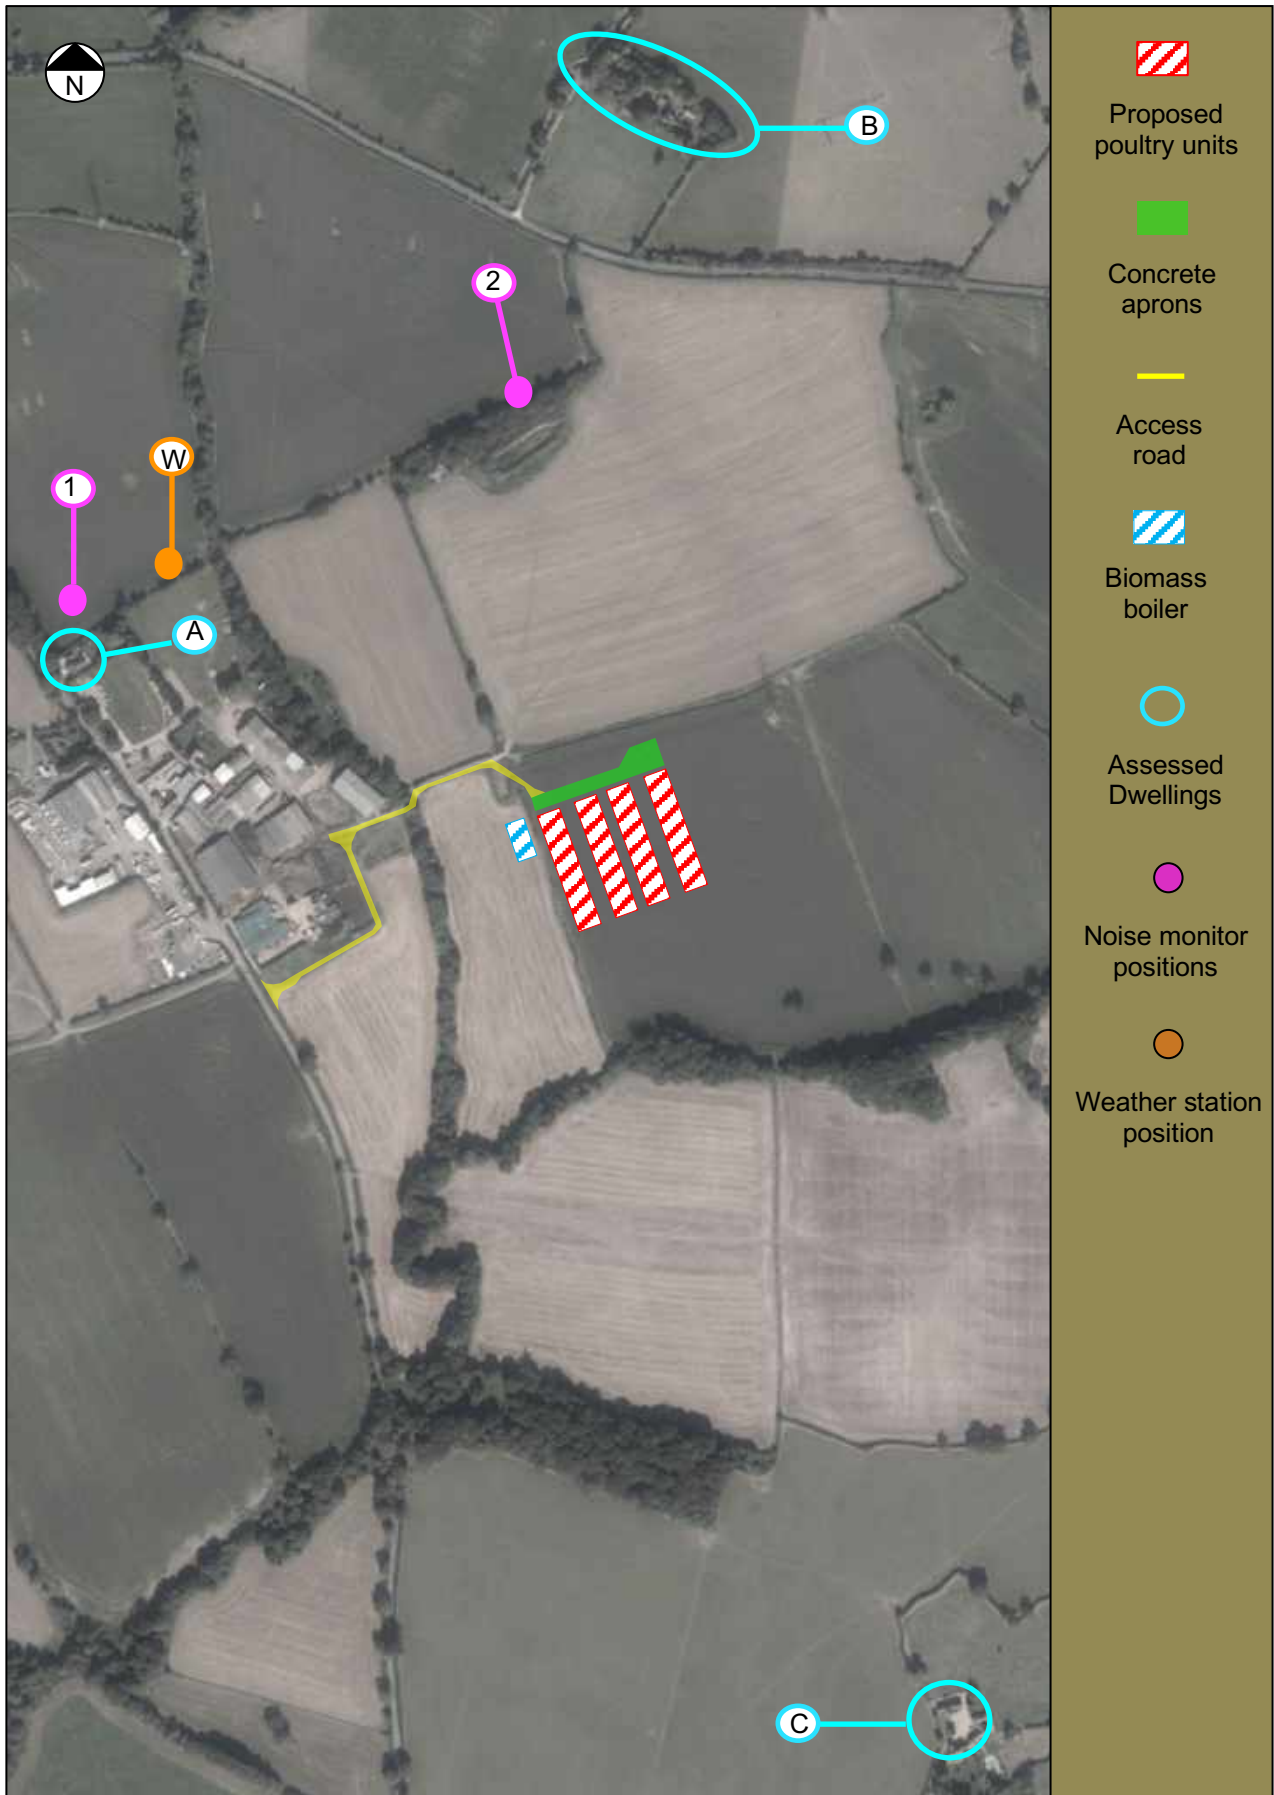 N
B
2
W
1
A
C
Proposed
poultry units
Concrete
aprons
Access
road
Biomass
boiler
Assessed
Dwellings
Noise monitor
positions
Weather station
position